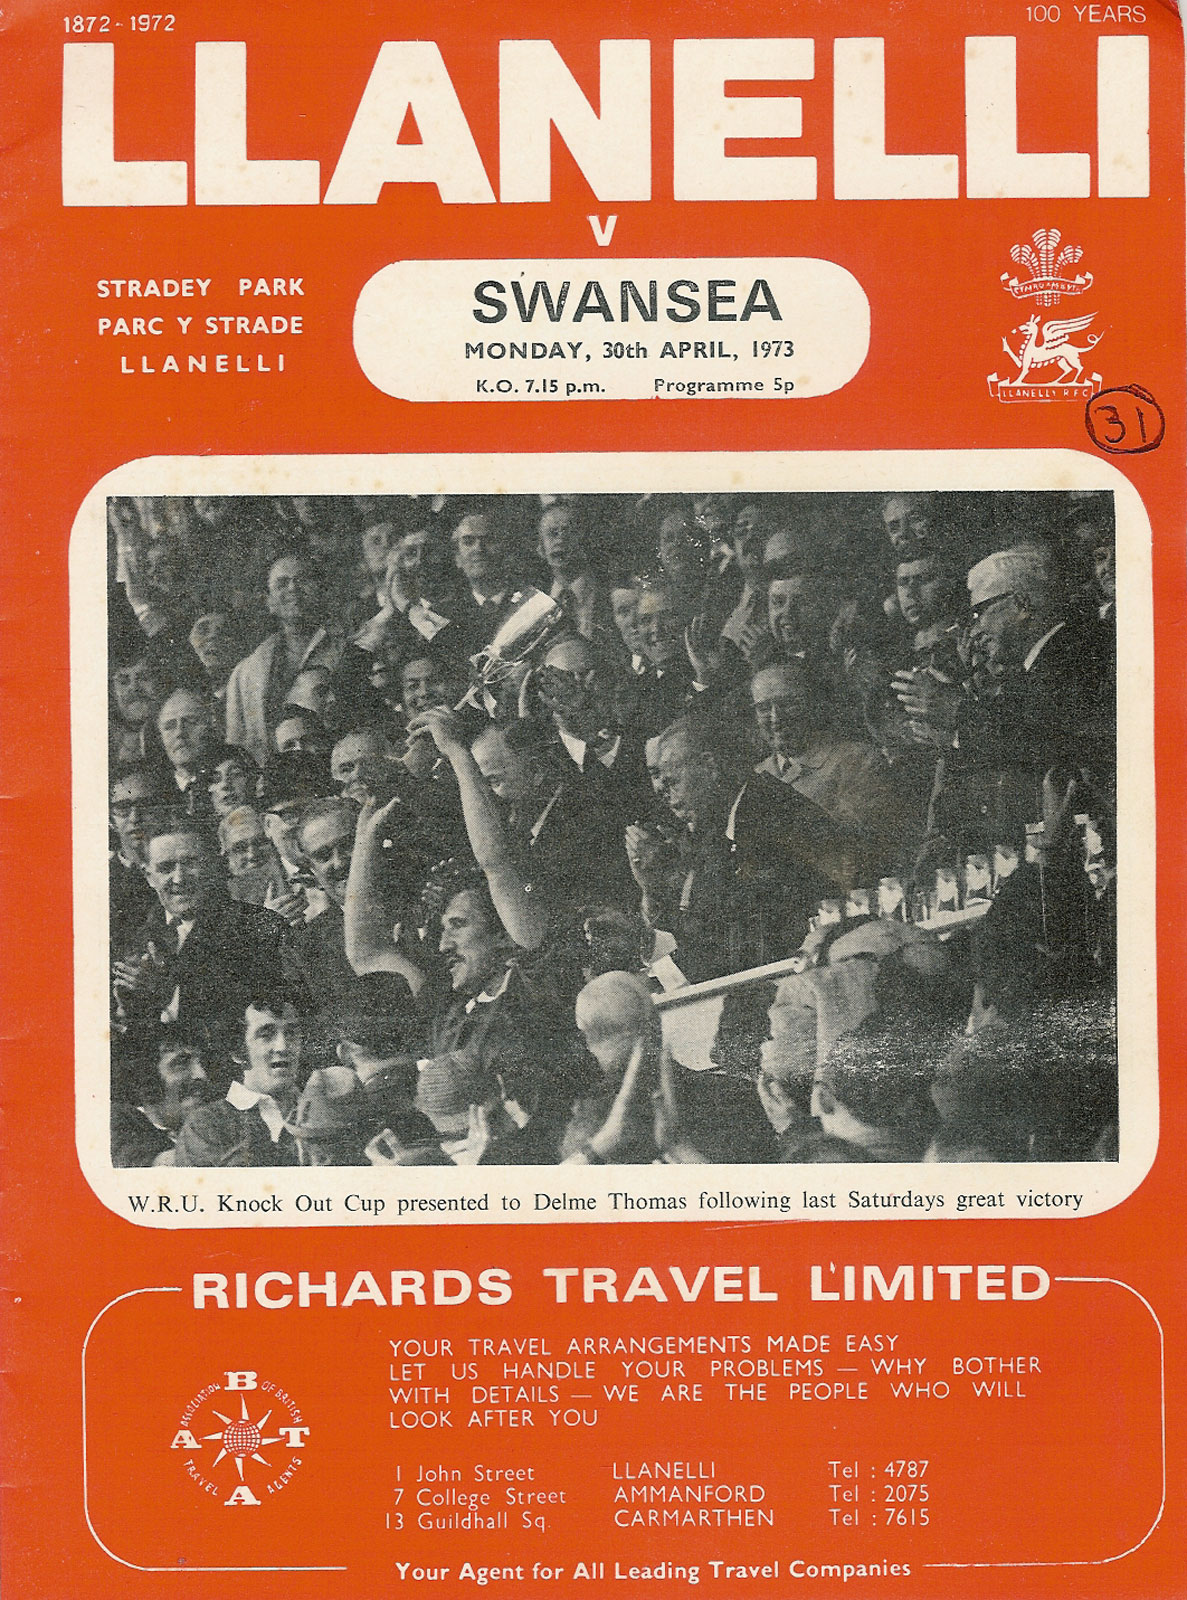 1872-1972
100 YEARS
LLANELLI
V
STRADEY PARK
PARC Y STRADE
LLANELLI
SWANSEA
MONDAY, 30th APRIL, 1973
K.O. 7.15 p.m. Programme 5p
LLANELLY RFC
31
W.R.U. Knock Out Cup presented to Delme Thomas following last Saturdays great victory
RICHARDS TRAVEL LIMITED
YOUR TRAVEL ARRANGEMENTS MADE EASY
LET US HANDLE YOUR PROBLEMS — WHY BOTHER
WITH DETAILS — WE ARE THE PEOPLE WHO WILL
LOOK AFTER YOU
ABTA
ASSOCIATION OF BRITISH
TRAVEL AGENTS
1 John Street LLANELLI Tel : 4787
7 College Street AMMANFORD Tel : 2075
13 Guildhall Sq. CARMARTHEN Tel : 7615
Your Agent for All Leading Travel Companies